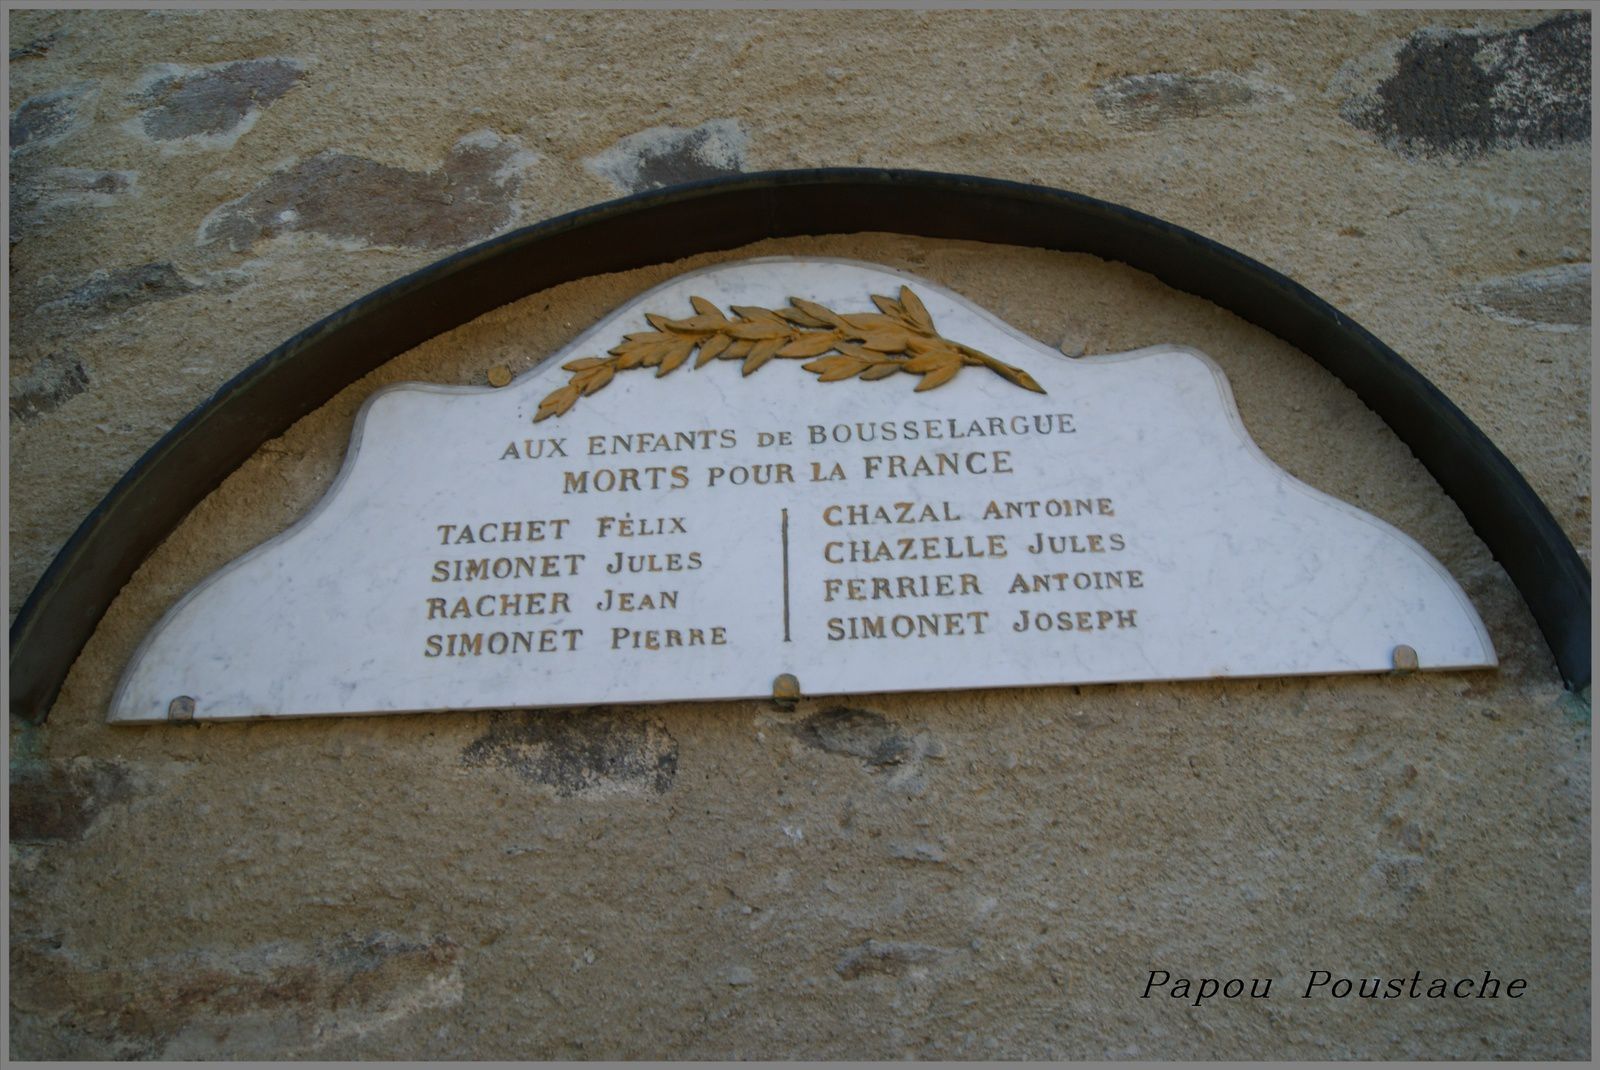 AUX ENFANTS DE BOUSSELARGUE
MORTS POUR LA FRANCE
TACHET FÉLIX
SIMONET JULES
RACHER JEAN
SIMONET PIERRE
CHAZAL ANTOINE
CHAZELLE JULES
FERRIER ANTOINE
SIMONET JOSEPH
Papou Poustache